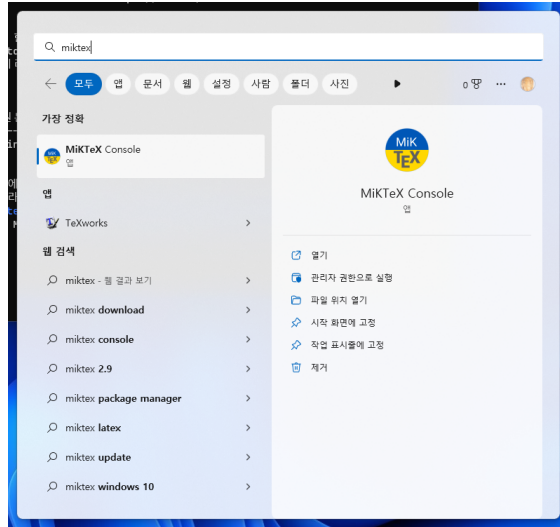 miktex
모두 앱 문서 웹 설정 사람 폴더 사진 0
가장 정확
MiKTeX Console
앱
앱
TeXworks
웹 검색
miktex - 웹 결과 보기
miktex download
miktex console
miktex 2.9
miktex package manager
miktex latex
miktex update
miktex windows 10
MiK
TEX
MiKTeX Console
앱
열기
관리자 권한으로 실행
파일 위치 열기
시작 화면에 고정
작업 표시줄에 고정
제거